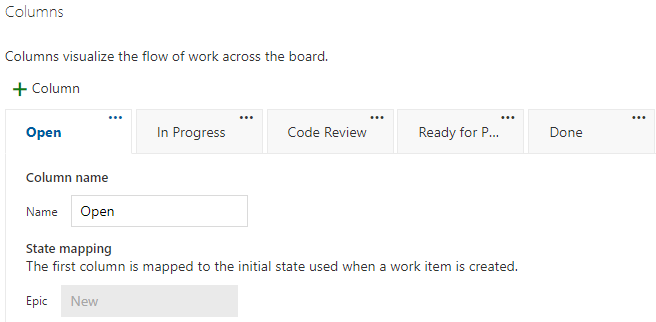 Columns
Columns visualize the flow of work across the board.
+ Column
Open ••• In Progress ••• Code Review ••• Ready for P... ••• Done •••
Column name
Name Open
State mapping
The first column is mapped to the initial state used when a work item is created.
Epic New